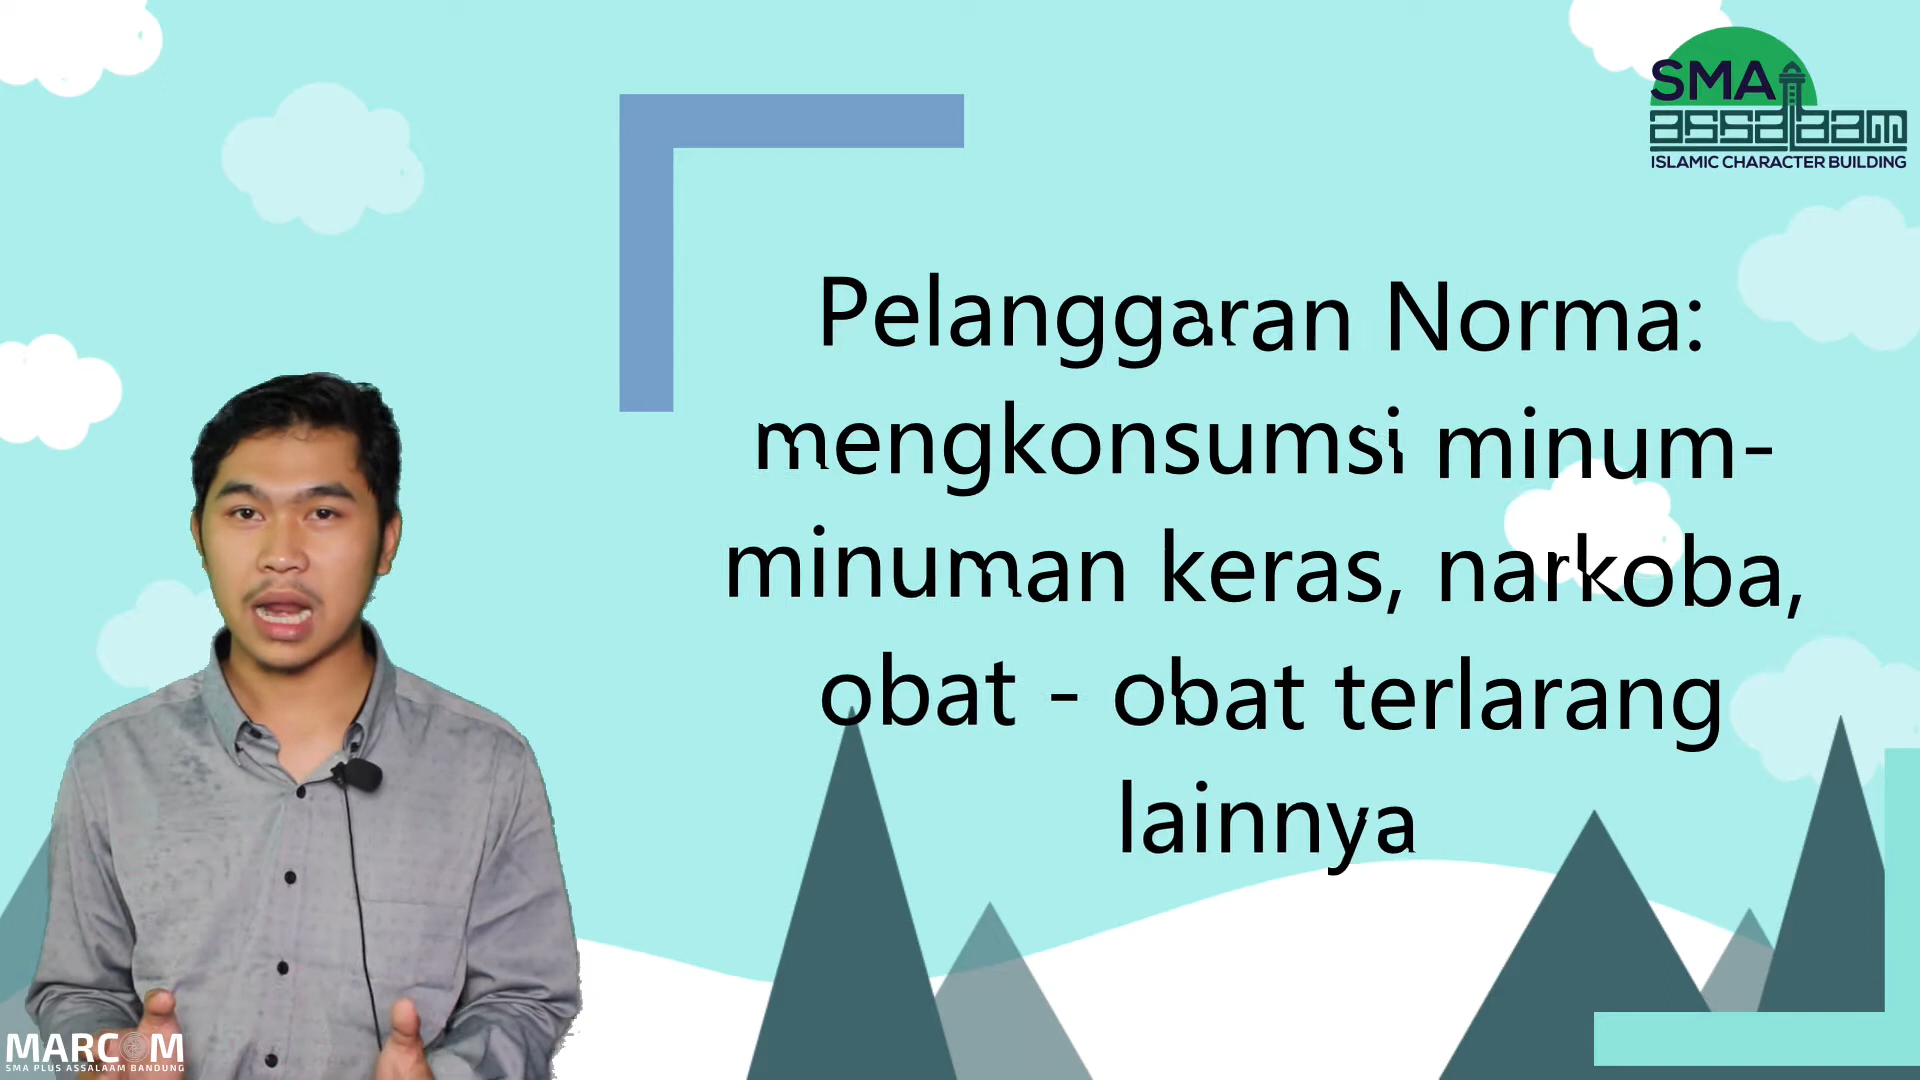 SMA
assalaam
ISLAMIC CHARACTER BUILDING
Pelanggaran Norma:
mengkonsumsi minum-
minuman keras, narkoba,
obat - obat terlarang
lainnya
MARCOM
SMA PLUS ASSALAAM BANDUNG